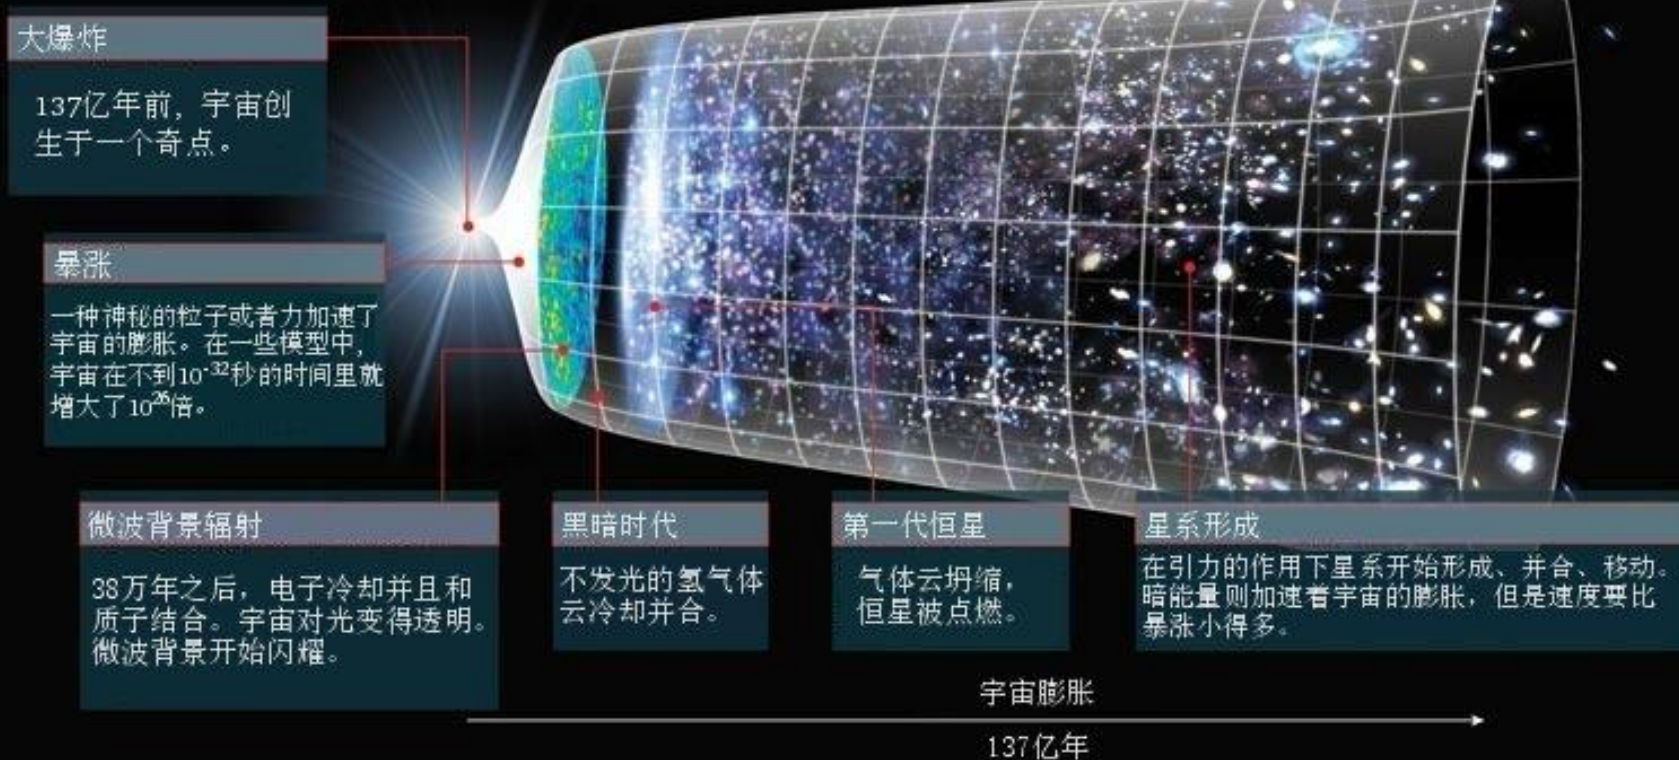 大爆炸
137亿年前，宇宙创
生于一个奇点。
暴涨
一种神秘的粒子或者力加速了
宇宙的膨胀。在一些模型中，
宇宙在不到10⁻³²秒的时间里就
增大了10²⁶倍。
微波背景辐射
38万年之后，电子冷却并且和
质子结合。宇宙对光变得透明。
微波背景开始闪耀。
黑暗时代
不发光的氢气体
云冷却并合。
第一代恒星
气体云坍缩，
恒星被点燃。
星系形成
在引力的作用下星系开始形成、并合、移动。
暗能量则加速着宇宙的膨胀，但是速度要比
暴涨小得多。
宇宙膨胀
137亿年